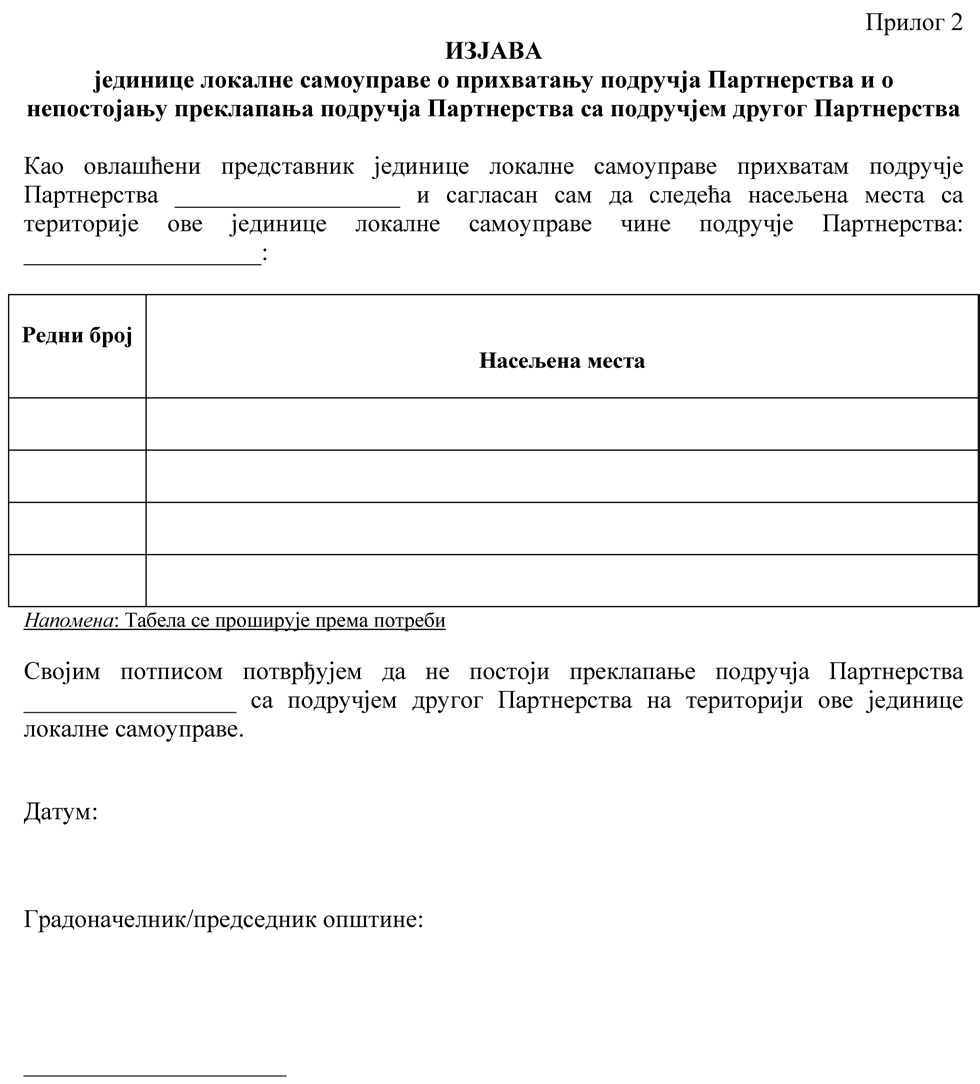 Прилог 2
ИЗЈАВА
јединице локалне самоуправе о прихватању подручја Партнерства и о
непостојању преклапања подручја Партнерства са подручјем другог Партнерства
Као овлашћени представник јединице локалне самоуправе прихватам подручје
Партнерства __________________ и сагласан сам да следећа насељена места са
територије ове јединице локалне самоуправе чине подручје Партнерства:
___________________:
Редни број
Насељена места
Напомена: Табела се проширује према потреби
Својим потписом потврђујем да не постоји преклапање подручја Партнерства
_________________ са подручјем другог Партнерства на територији ове јединице
локалне самоуправе.
Датум:
Градоначелник/председник општине:
_____________________